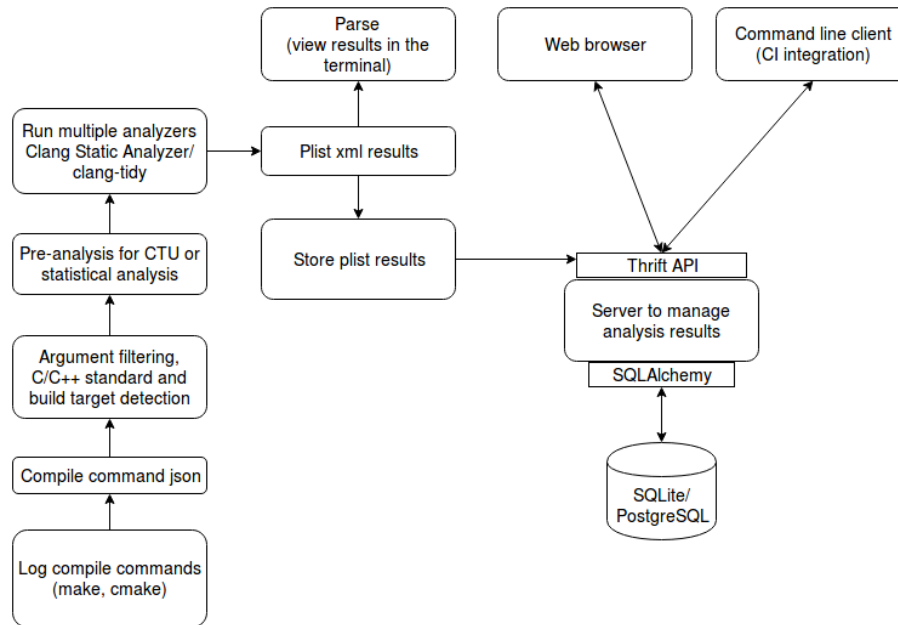 Parse
(view results in the
terminal)
Web browser
Command line client
(CI integration)
Run multiple analyzers
Clang Static Analyzer/
clang-tidy
Plist xml results
Pre-analysis for CTU or
statistical analysis
Store plist results
Thrift API
Server to manage
analysis results
SQLAlchemy
Argument filtering,
C/C++ standard and
build target detection
Compile command json
SQLite/
PostgreSQL
Log compile commands
(make, cmake)